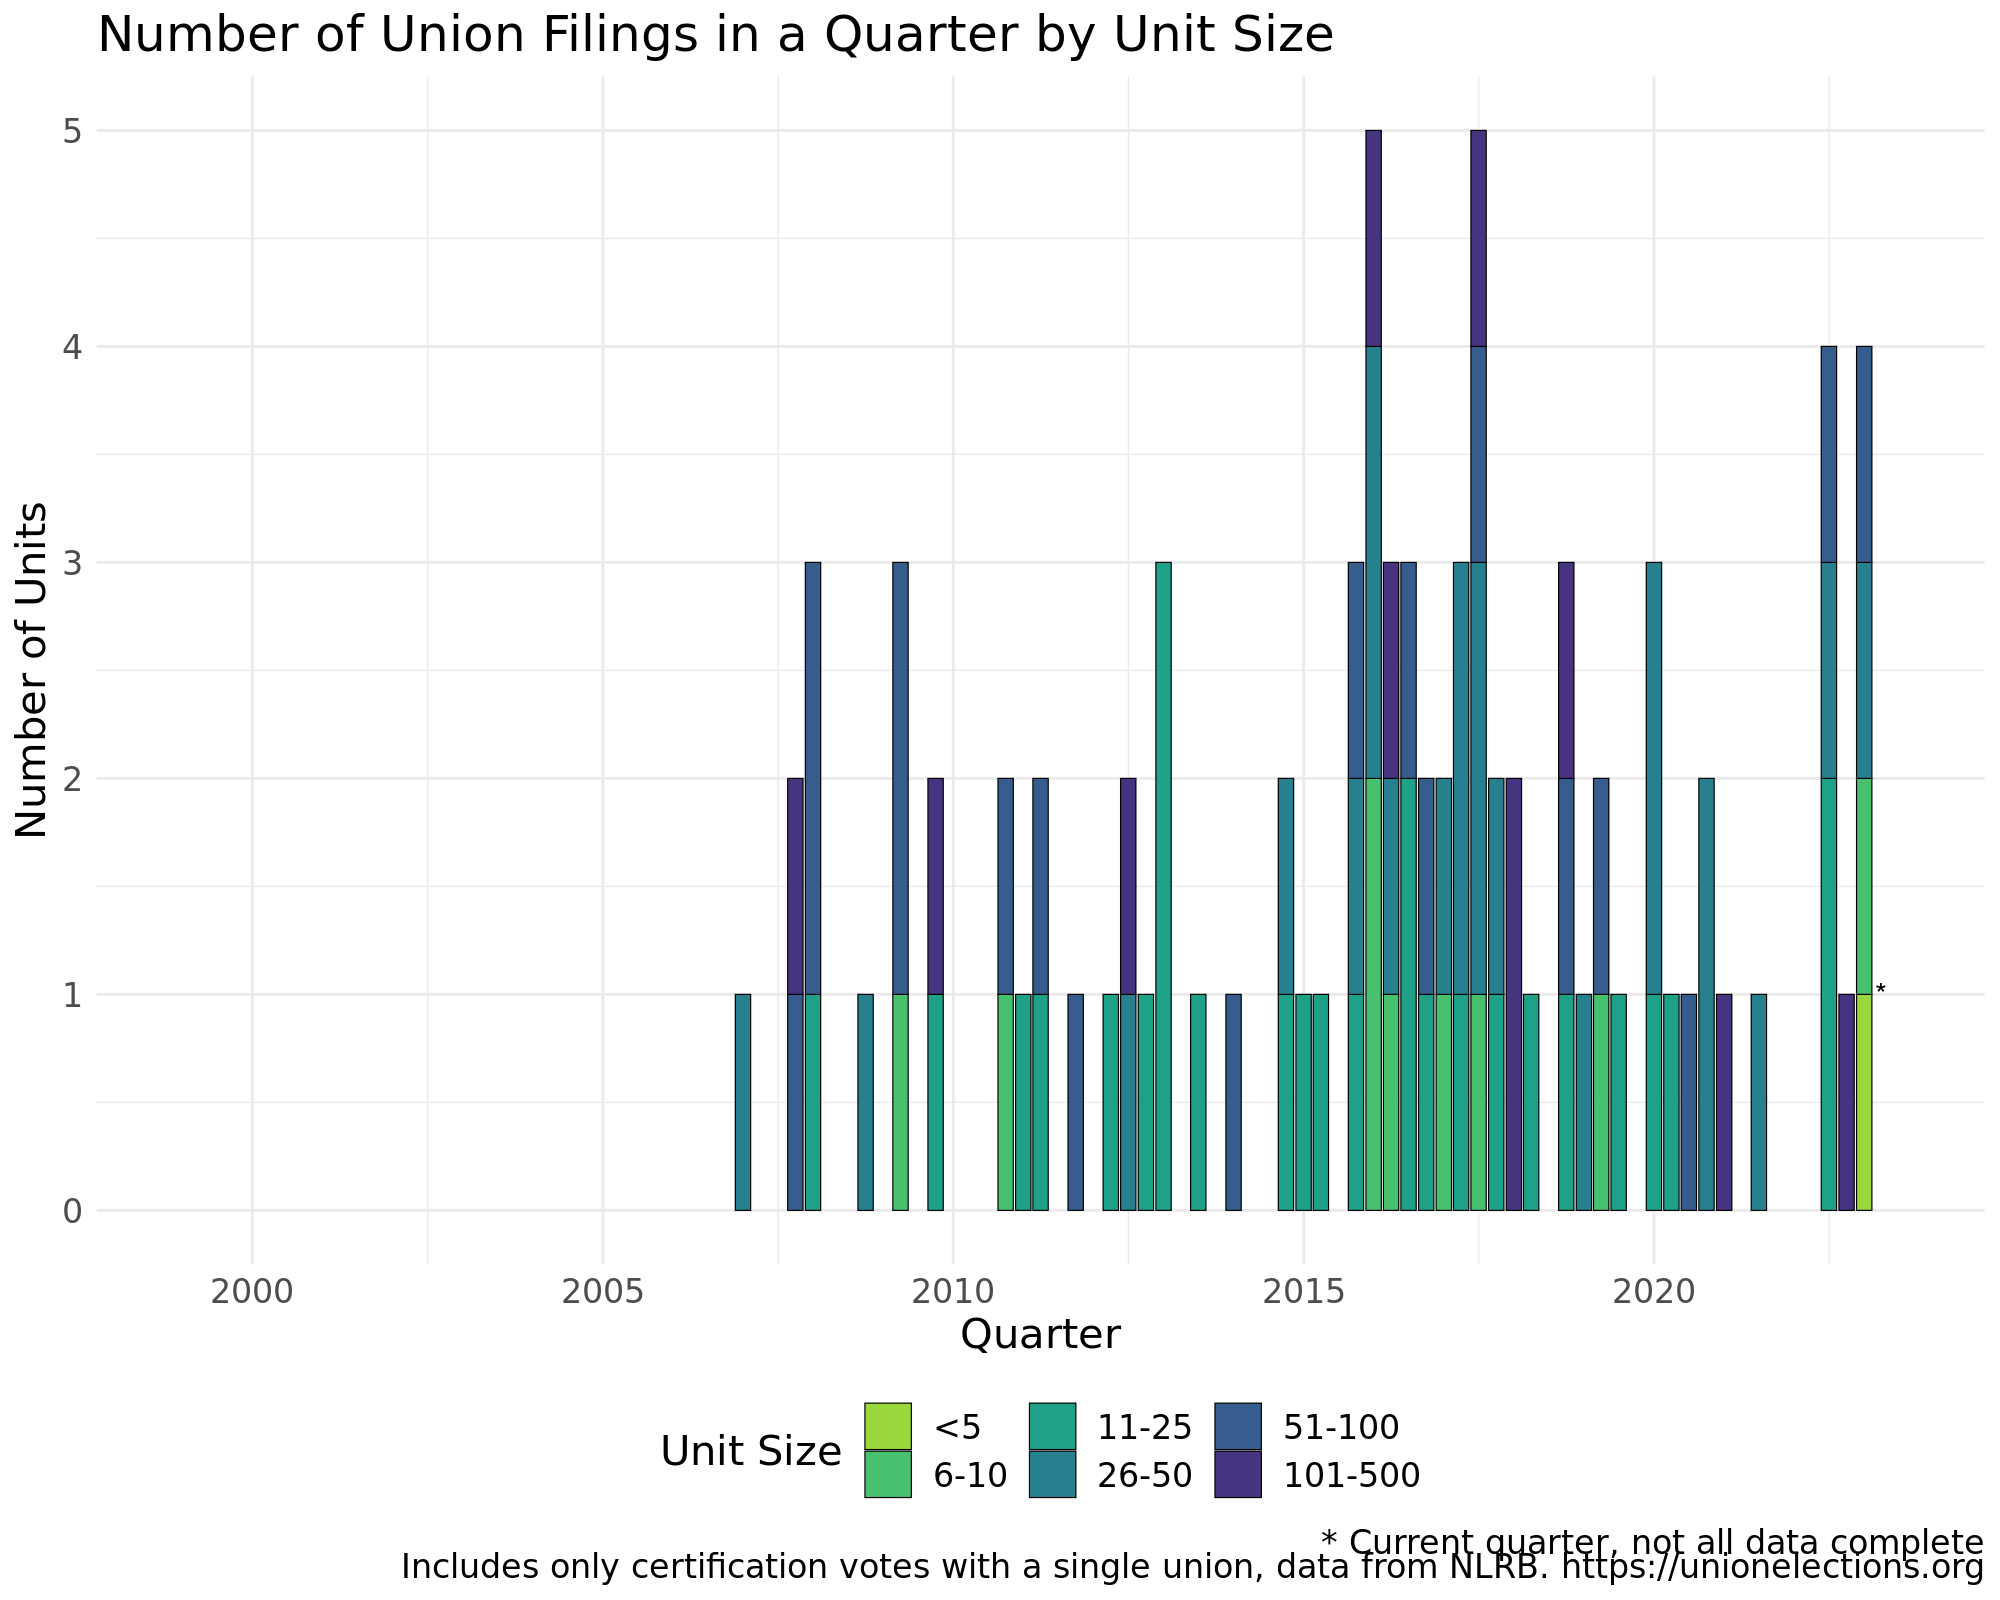 Number of Union Filings in a Quarter by Unit Size
Number of Units
5
4
3
2
1
0
*
2000 2005 2010 2015 2020
Quarter
Unit Size
<5 11-25 51-100
6-10 26-50 101-500
* Current quarter, not all data complete
Includes only certification votes with a single union, data from NLRB. https://unionelections.org